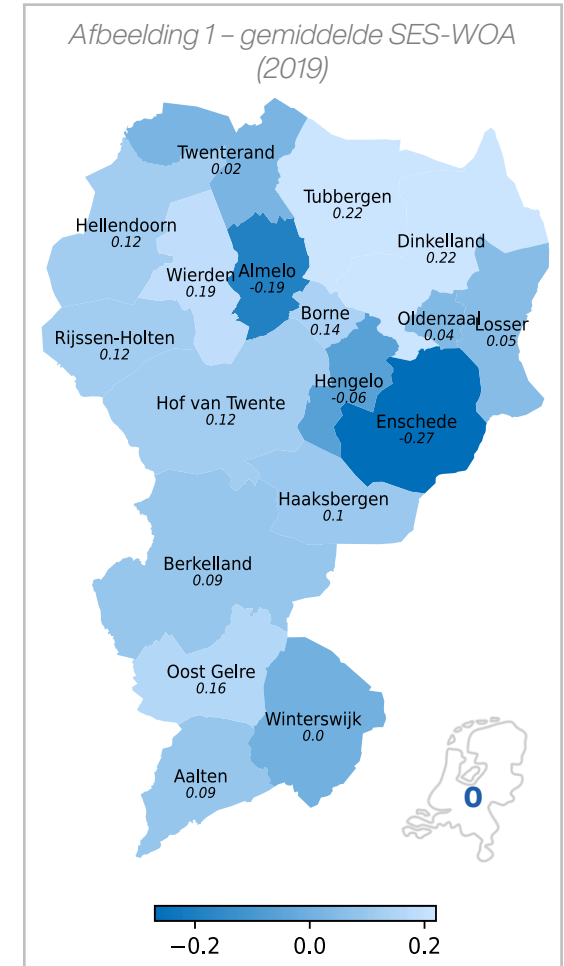 Afbeelding 1 – gemiddelde SES-WOA
(2019)
Twenterand
0.02
Tubbergen
0.22
Hellendoorn
0.12
Dinkelland
0.22
Wierden
0.19
Almelo
-0.19
Borne
0.14
Oldenzaal
0.04
Losser
0.05
Rijssen-Holten
0.12
Hengelo
-0.06
Hof van Twente
0.12
Enschede
-0.27
Haaksbergen
0.1
Berkelland
0.09
Oost Gelre
0.16
Winterswijk
0.0
Aalten
0.09
0
−0.2 0.0 0.2